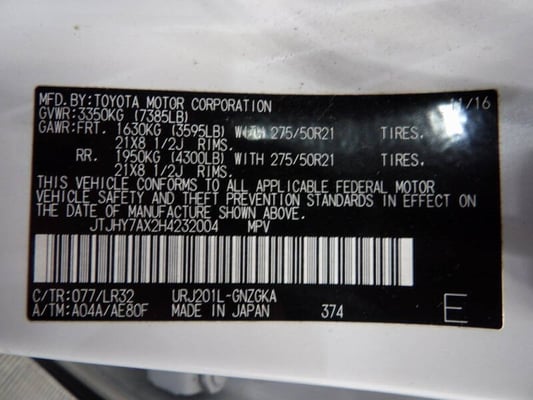 MFD.BY:TOYOTA MOTOR CORPORATION 11/16
GVWR:3350KG (7385LB)
GAWR:FRT. 1630KG (3595LB) WITH 275/50R21 TIRES.
21X8 1/2J RIMS.
RR. 1950KG (4300LB) WITH 275/50R21 TIRES.
21X8 1/2J RIMS.
THIS VEHICLE CONFORMS TO ALL APPLICABLE FEDERAL MOTOR
VEHICLE SAFETY AND THEFT PREVENTION STANDARDS IN EFFECT ON
THE DATE OF MANUFACTURE SHOWN ABOVE.
JTJHY7AX2H4232004 MPV
C/TR:077/LR32 URJ201L-GNZGKA
A/TM:A04A/AE80F MADE IN JAPAN 374 E